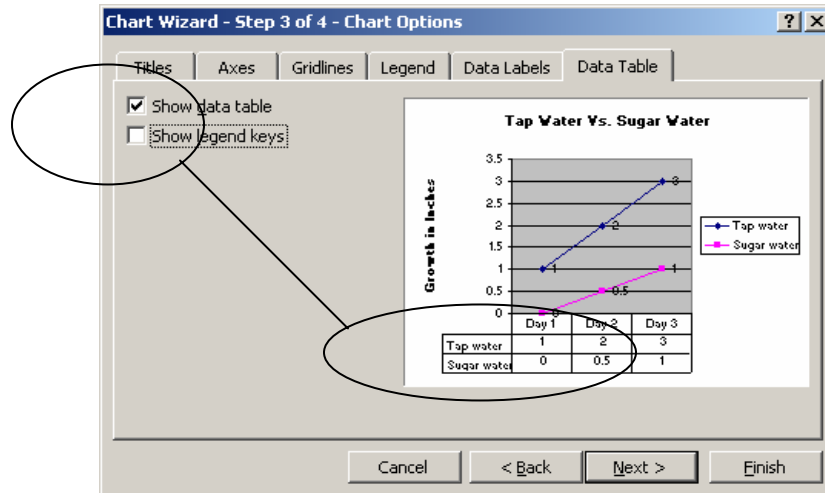 Chart Wizard - Step 3 of 4 - Chart Options
Titles Axes Gridlines Legend Data Labels Data Table
Show data table
Show legend keys
Tap Water Vs. Sugar Water
Growth in Inches
3.5
3
2.5
2
1.5
1
0.5
0
3
2
1
1
0.5
0
Tap water
Sugar water
Day 1 Day 2 Day 3
Tap water 1 2 3
Sugar water 0 0.5 1
Cancel < Back Next > Finish